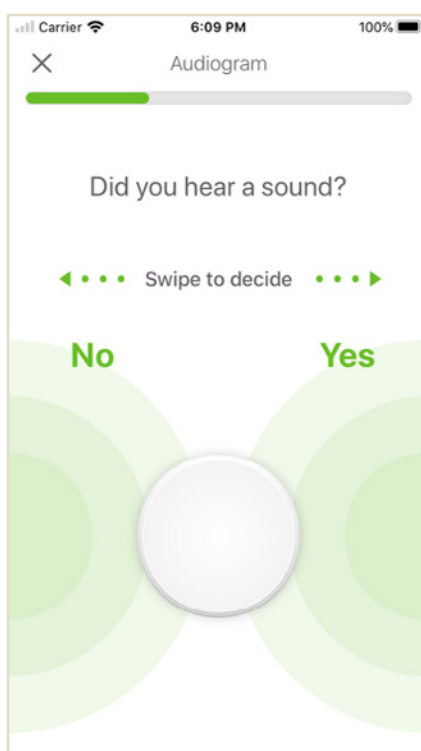 Carrier 6:09 PM 100%
Audiogram
Did you hear a sound?
Swipe to decide
No Yes